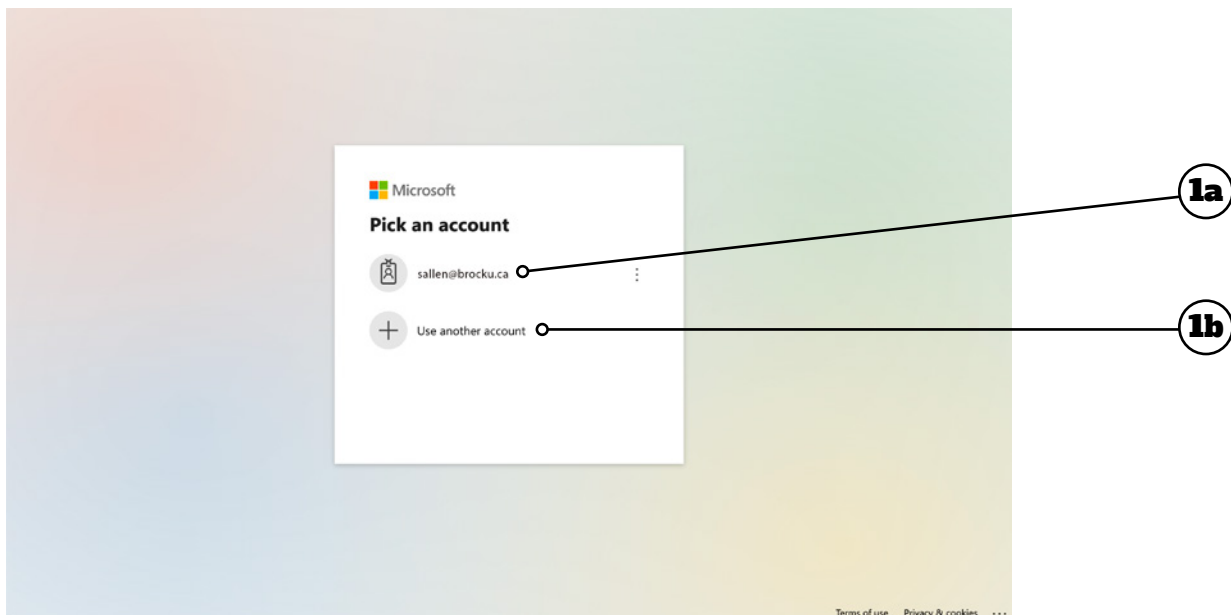 Microsoft
Pick an account
sallen@brocku.ca
Use another account
1a
1b
Terms of use Privacy & cookies ...